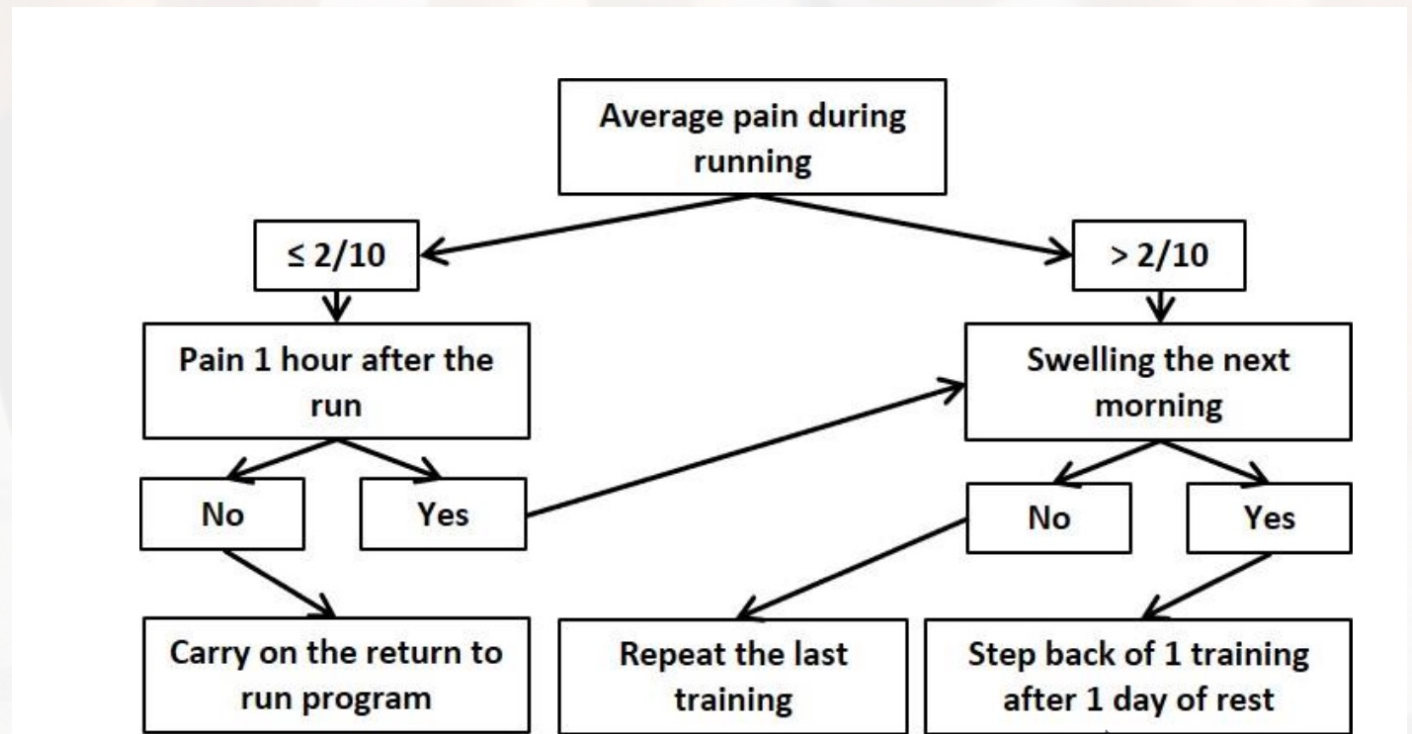 Average pain during
running
≤ 2/10
> 2/10
Pain 1 hour after the
run
Swelling the next
morning
No
Yes
No
Yes
Carry on the return to
run program
Repeat the last
training
Step back of 1 training
after 1 day of rest